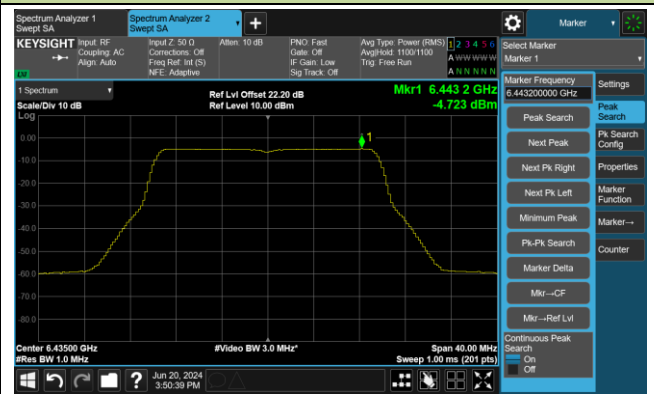 Spectrum Analyzer 1
Swept SA
Spectrum Analyzer 2
Swept SA
Marker
KEYSIGHT
Input: RF
Coupling: AC
Align: Auto
Input Z: 50 Ω
Corrections: Off
Freq Ref: Int (S)
NFE: Adaptive
Atten: 10 dB
PNO: Fast
Gate: Off
IF Gain: Low
Sig Track: Off
Avg Type: Power (RMS)
Avg|Hold: 1100/1100
Trig: Free Run
1 2 3 4 5 6
A W W W W W
A N N N N N
LXI
Select Marker
Marker 1
1 Spectrum
Scale/Div 10 dB
Ref Lvl Offset 22.20 dB
Ref Level 10.00 dBm
Mkr1 6.443 2 GHz
-4.723 dBm
Log
0.00
-10.0
-20.0
-30.0
-40.0
-50.0
-60.0
-70.0
-80.0
1
Center 6.43500 GHz
#Res BW 1.0 MHz
#Video BW 3.0 MHz*
Span 40.00 MHz
Sweep 1.00 ms (201 pts)
Marker Frequency
6.443200000 GHz
Peak Search
Next Peak
Next Pk Right
Next Pk Left
Minimum Peak
Pk-Pk Search
Marker Delta
Mkr→CF
Mkr→Ref Lvl
Continuous Peak
Search
On
Off
Settings
Peak
Search
Pk Search
Config
Properties
Marker
Function
Marker→
Counter
?
Jun 20, 2024
3:50:39 PM